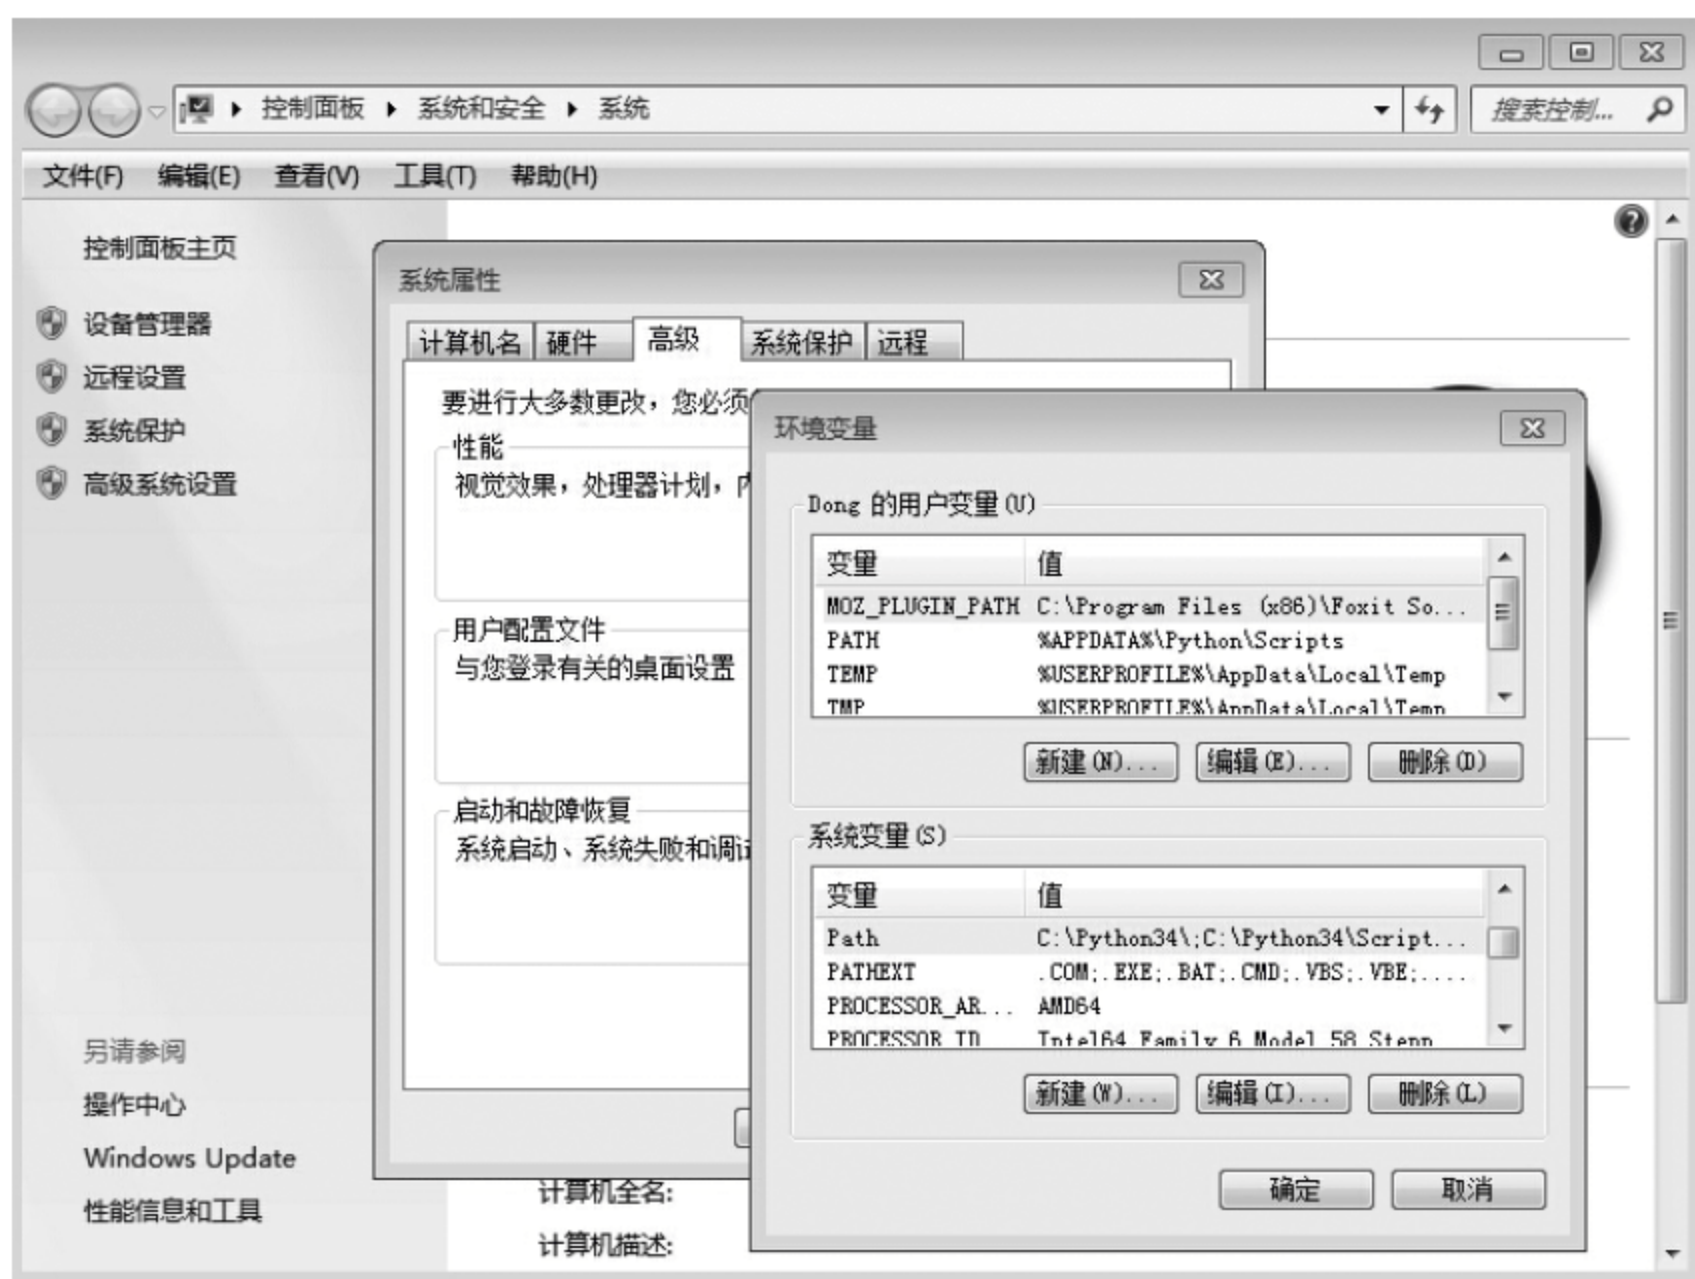 控制面板 系统和安全 系统 搜索控制...
文件(F) 编辑(E) 查看(V) 工具(T) 帮助(H)
控制面板主页
设备管理器
远程设置
系统保护
高级系统设置
另请参阅
操作中心
Windows Update
性能信息和工具
系统属性
计算机名 硬件 高级 系统保护 远程
要进行大多数更改，您必须
性能
视觉效果，处理器计划，
用户配置文件
与您登录有关的桌面设置
启动和故障恢复
系统启动、系统失败和调
计算机全名:
计算机描述:
环境变量
Dong 的用户变量(U)
变量 值
MOZ_PLUGIN_PATH C:\Program Files (x86)\Foxit So...
PATH %APPDATA%\Python\Scripts
TEMP %USERPROFILE%\AppData\Local\Temp
TMP %USERPROFILE%\AppData\Local\Temp
新建(N)... 编辑(E)... 删除(D)
系统变量(S)
变量 值
Path C:\Python34\;C:\Python34\Script...
PATHEXT .COM;.EXE;.BAT;.CMD;.VBS;.VBE;....
PROCESSOR_AR... AMD64
PROCESSOR_ID Intel64 Family 6 Model 58 Stepp
新建(W)... 编辑(I)... 删除(L)
确定 取消